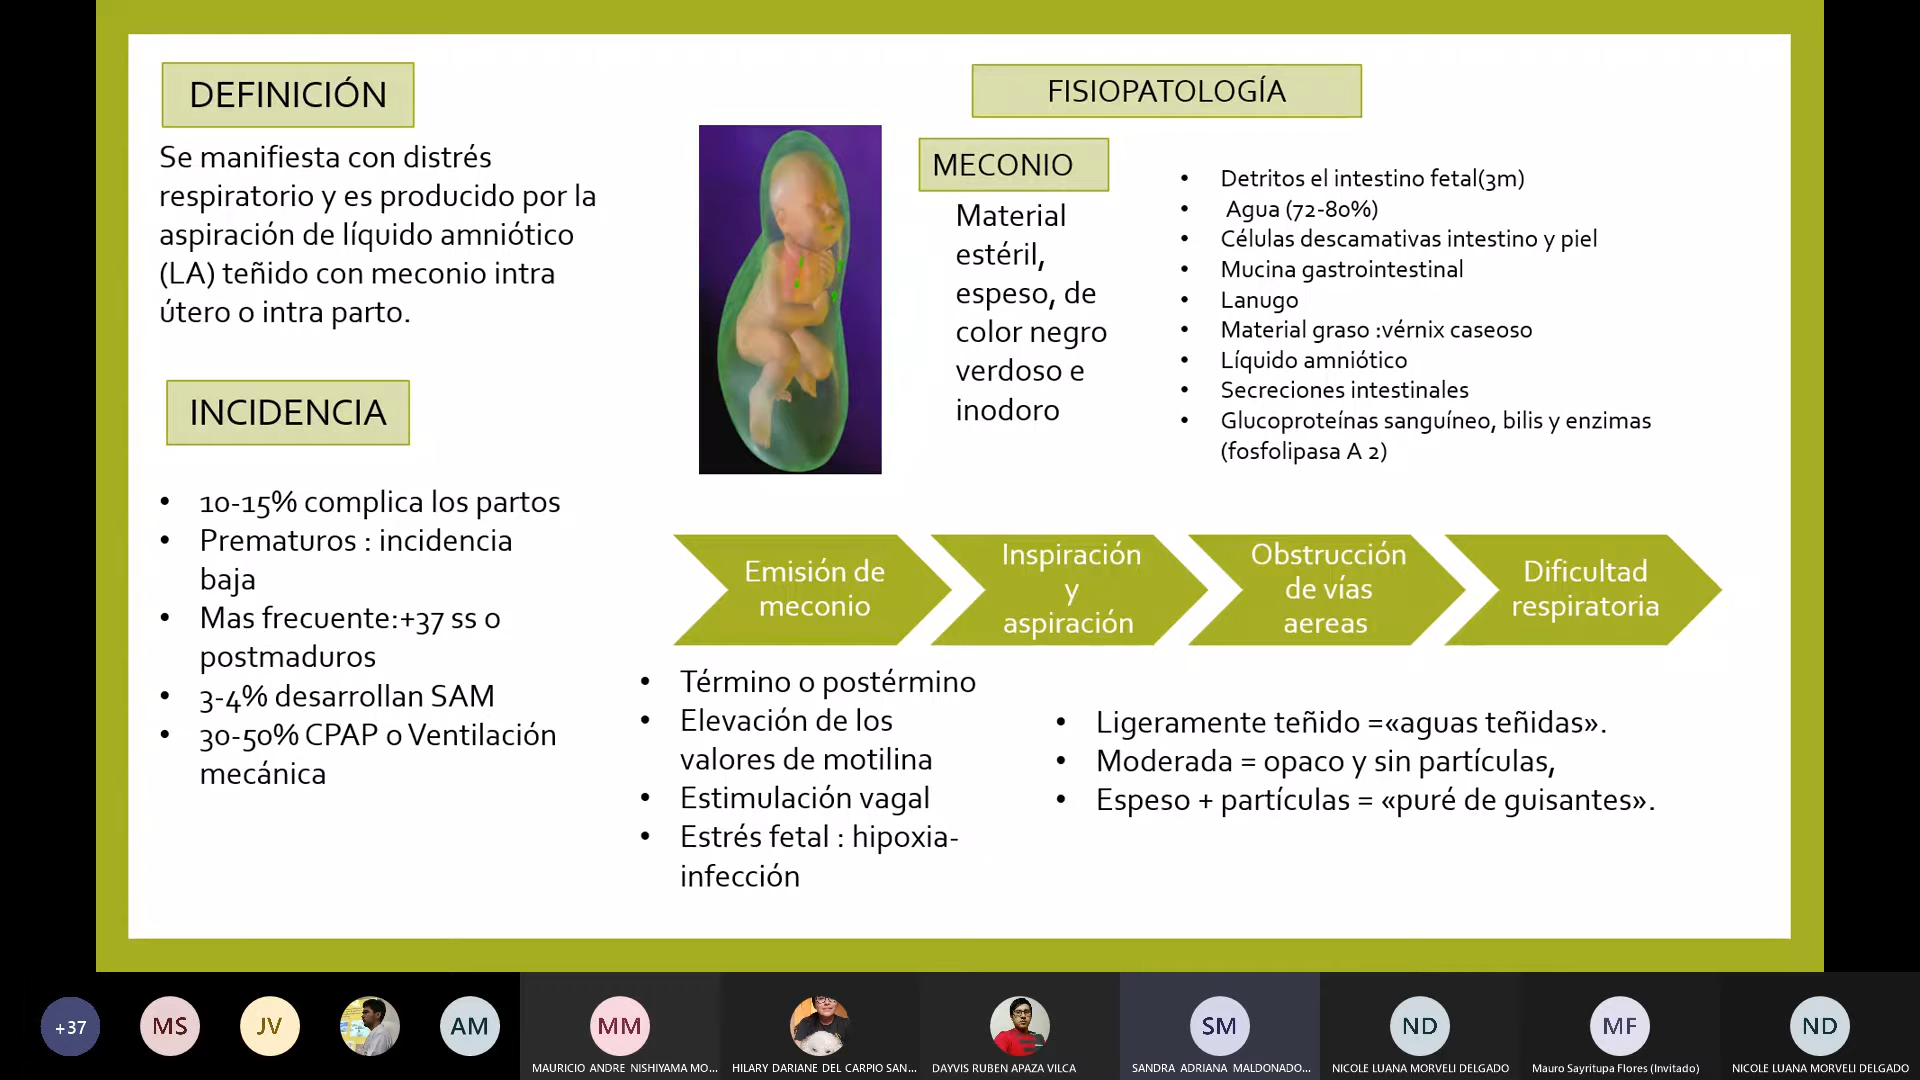 DEFINICIÓN
Se manifiesta con distrés
respiratorio y es producido por la
aspiración de líquido amniótico
(LA) teñido con meconio intra
útero o intra parto.
INCIDENCIA
• 10-15% complica los partos
• Prematuros : incidencia
baja
• Mas frecuente:+37 ss o
postmaduros
• 3-4% desarrollan SAM
• 30-50% CPAP o Ventilación
mecánica
FISIOPATOLOGÍA
MECONIO
Material
estéril,
espeso, de
color negro
verdoso e
inodoro
• Detritos el intestino fetal(3m)
• Agua (72-80%)
• Células descamativas intestino y piel
• Mucina gastrointestinal
• Lanugo
• Material graso :vérnix caseoso
• Líquido amniótico
• Secreciones intestinales
• Glucoproteínas sanguíneo, bilis y enzimas
(fosfolipasa A 2)
Emisión de
meconio
Inspiración
y
aspiración
Obstrucción
de vías
aereas
Dificultad
respiratoria
• Término o postérmino
• Elevación de los
valores de motilina
• Estimulación vagal
• Estrés fetal : hipoxia-
infección
• Ligeramente teñido =«aguas teñidas».
• Moderada = opaco y sin partículas,
• Espeso + partículas = «puré de guisantes».
+37
MS
JV
AM
MM
MAURICIO ANDRE NISHIYAMA MO...
HILARY DARIANE DEL CARPIO SAN...
DAYVIS RUBEN APAZA VILCA
SM
SANDRA ADRIANA MALDONADO...
ND
NICOLE LUANA MORVELI DELGADO
MF
Mauro Sayritupa Flores (Invitado)
ND
NICOLE LUANA MORVELI DELGADO